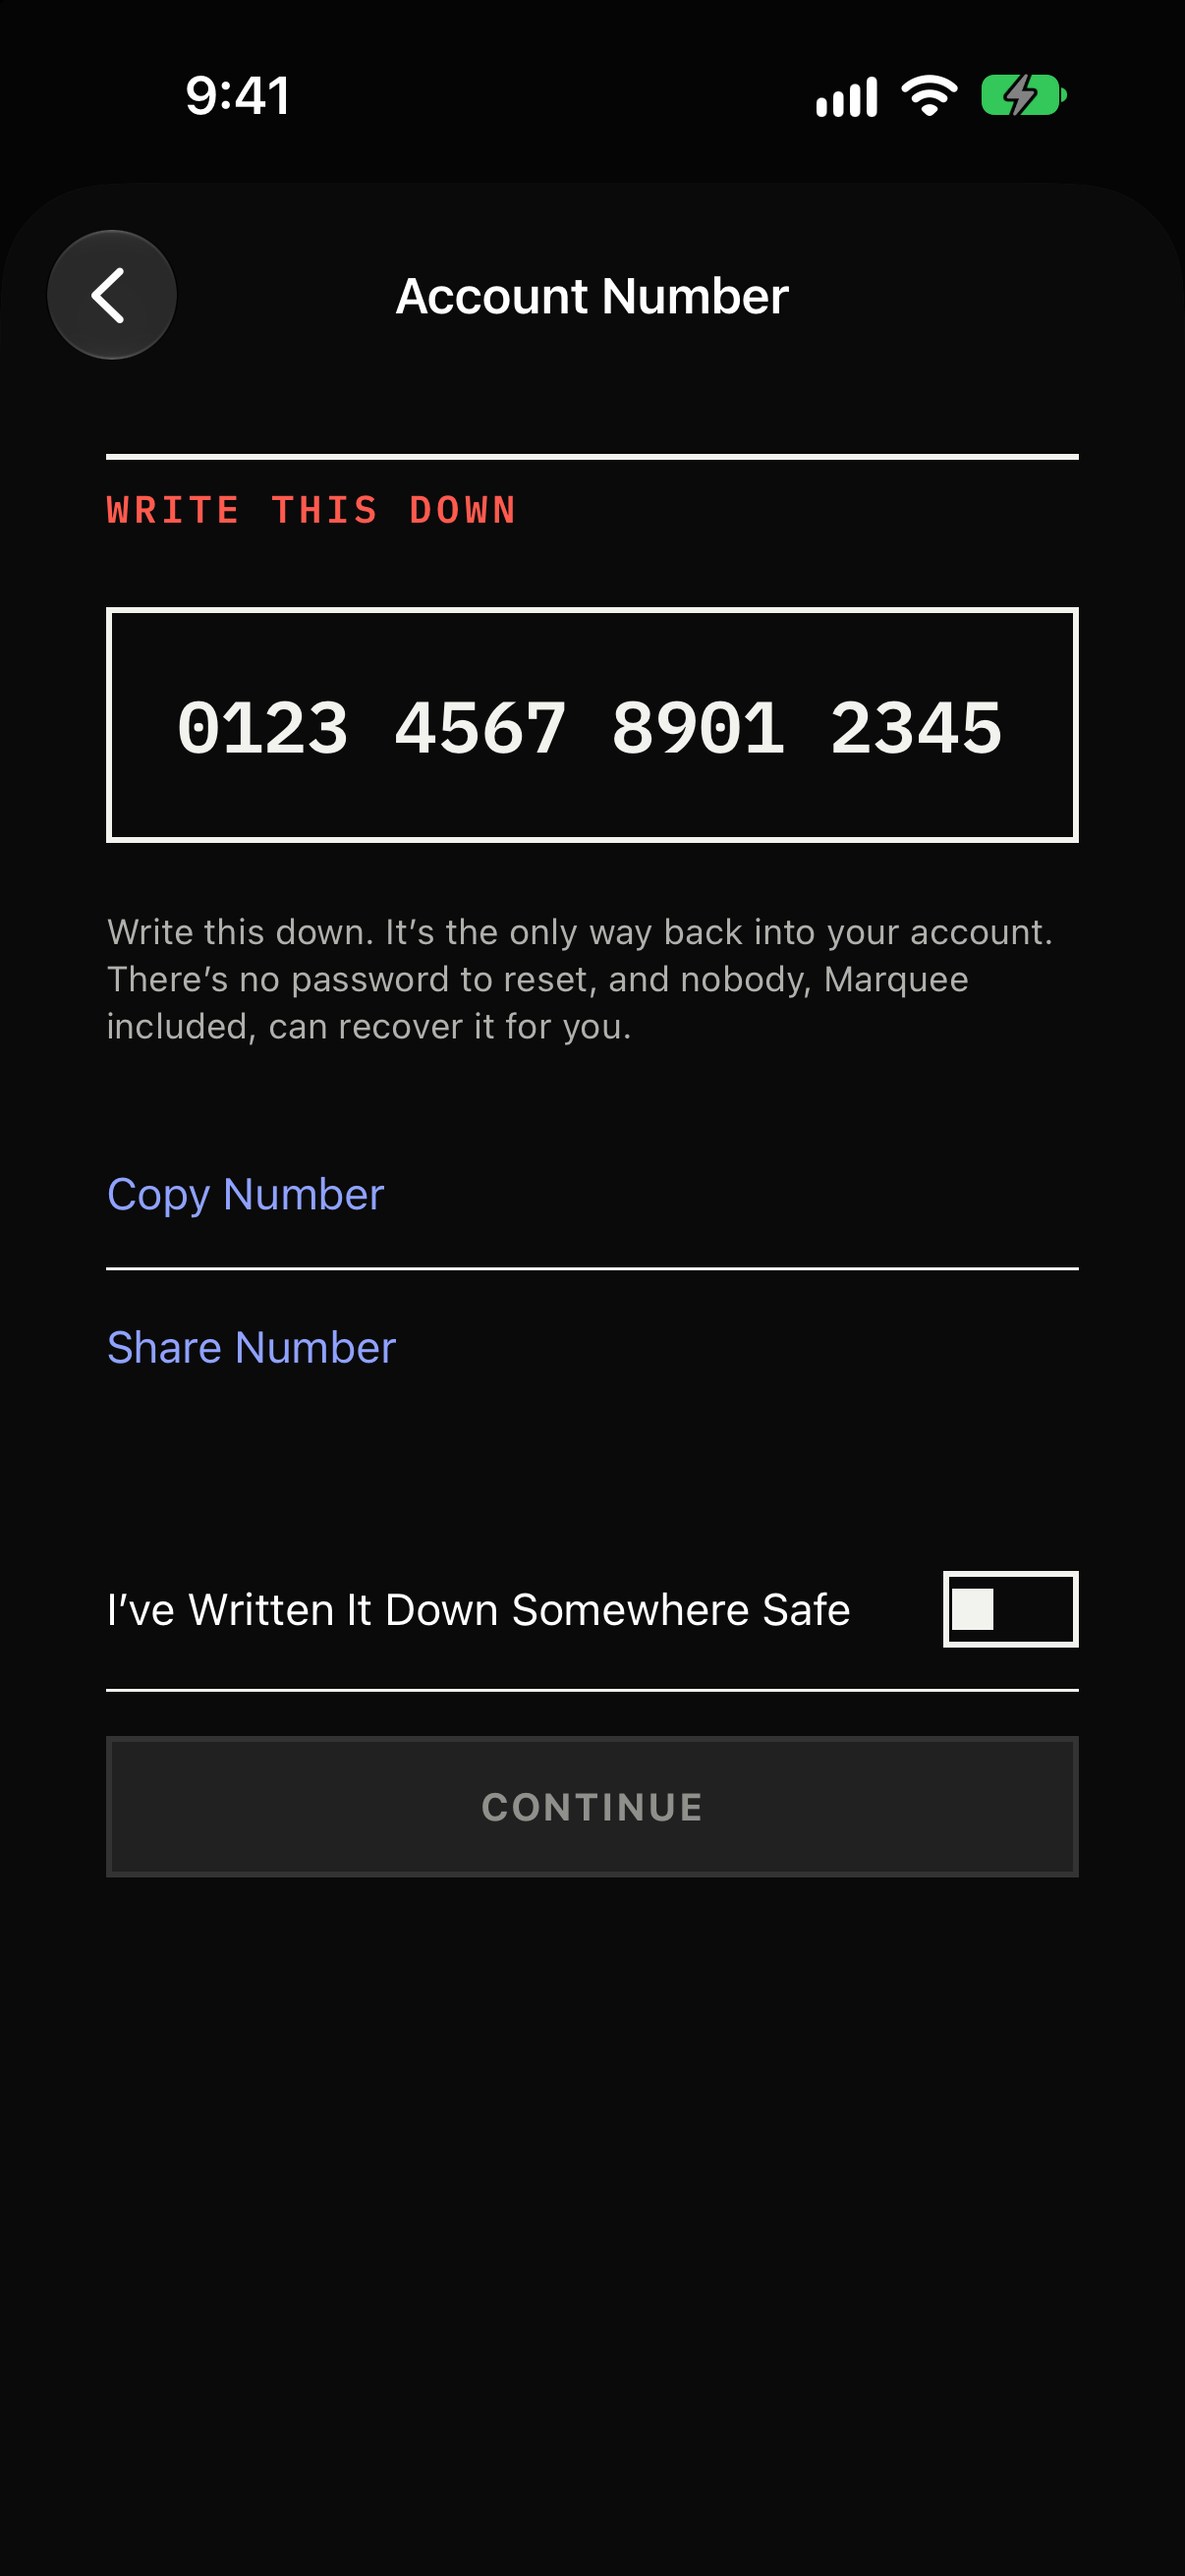 9:41
Account Number
WRITE THIS DOWN
0123 4567 8901 2345
Write this down. It’s the only way back into your account.
There’s no password to reset, and nobody, Marquee
included, can recover it for you.
Copy Number
Share Number
I’ve Written It Down Somewhere Safe
CONTINUE